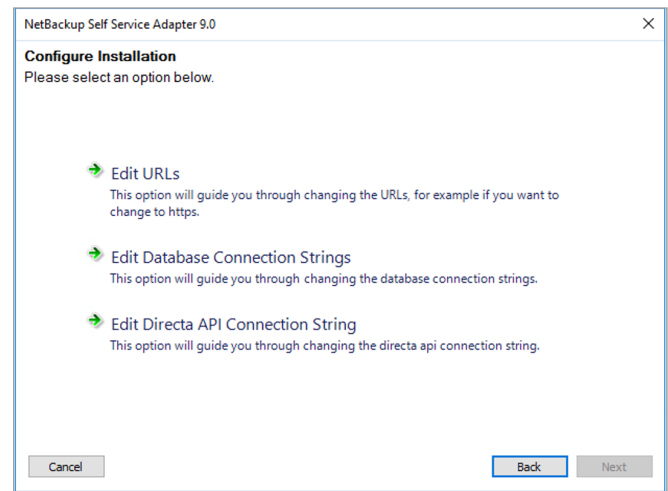 NetBackup Self Service Adapter 9.0
Configure Installation
Please select an option below.
Edit URLs
This option will guide you through changing the URLs, for example if you want to
change to https.
Edit Database Connection Strings
This option will guide you through changing the database connection strings.
Edit Directa API Connection String
This option will guide you through changing the directa api connection string.
Cancel
Back
Next